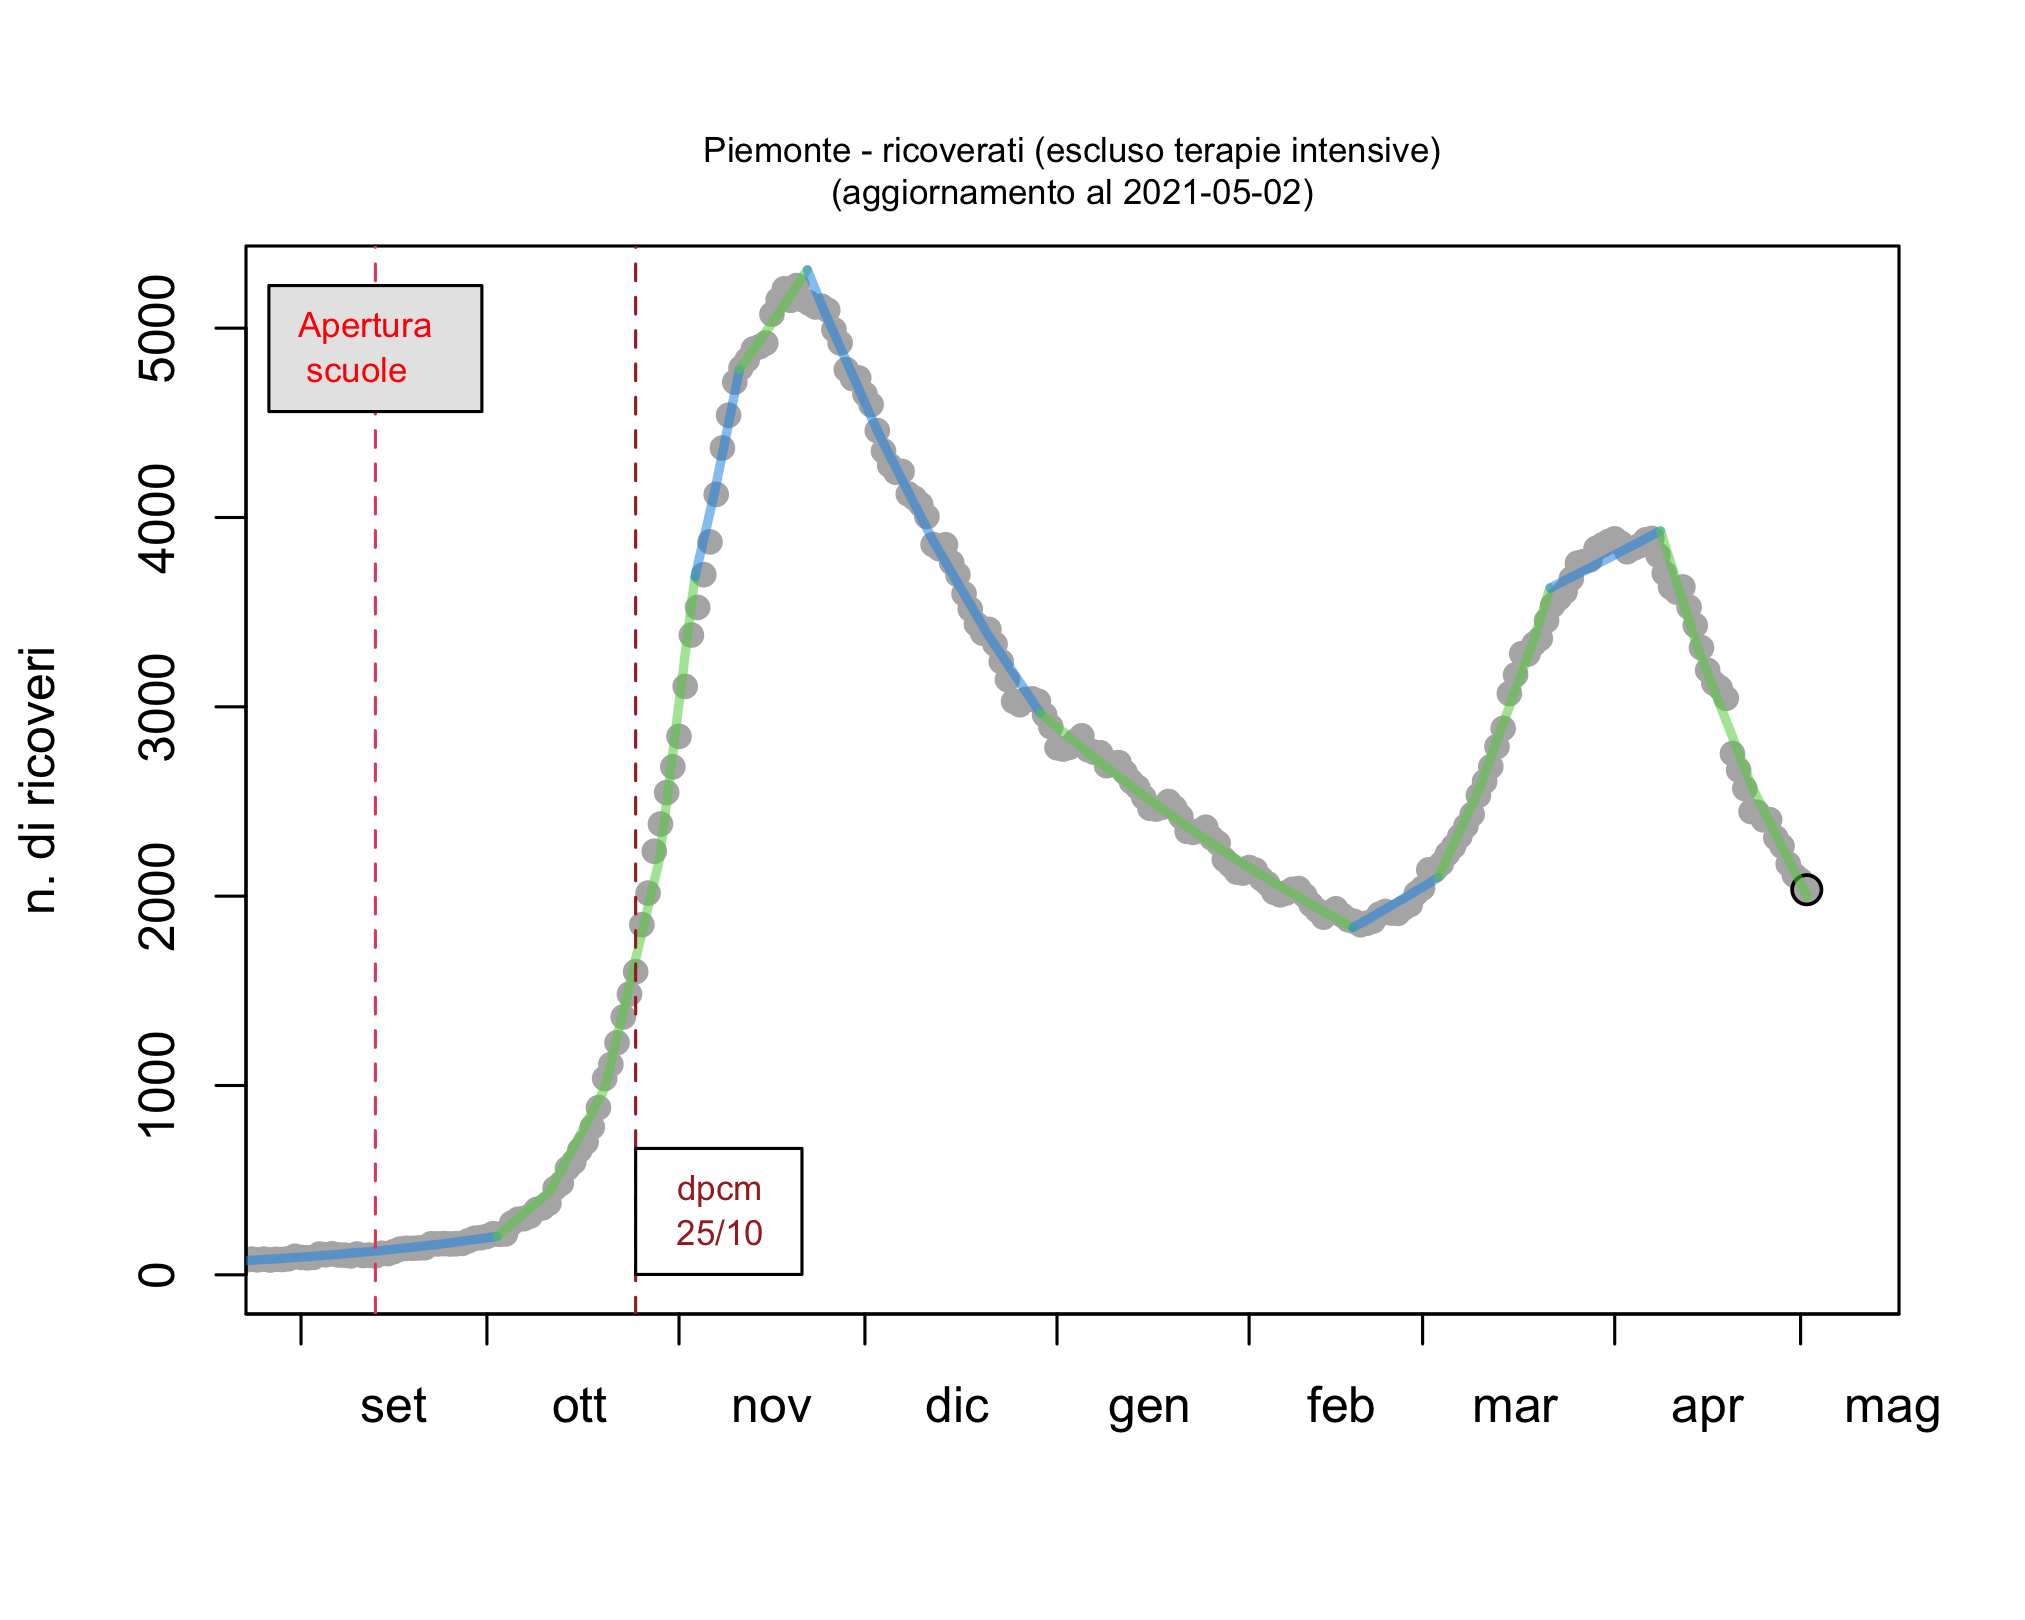 Piemonte - ricoverati (escluso terapie intensive)
(aggiornamento al 2021-05-02)
n. di ricoveri
5000
4000
3000
2000
1000
0
Apertura
scuole
dpcm
25/10
set ott nov dic gen feb mar apr mag